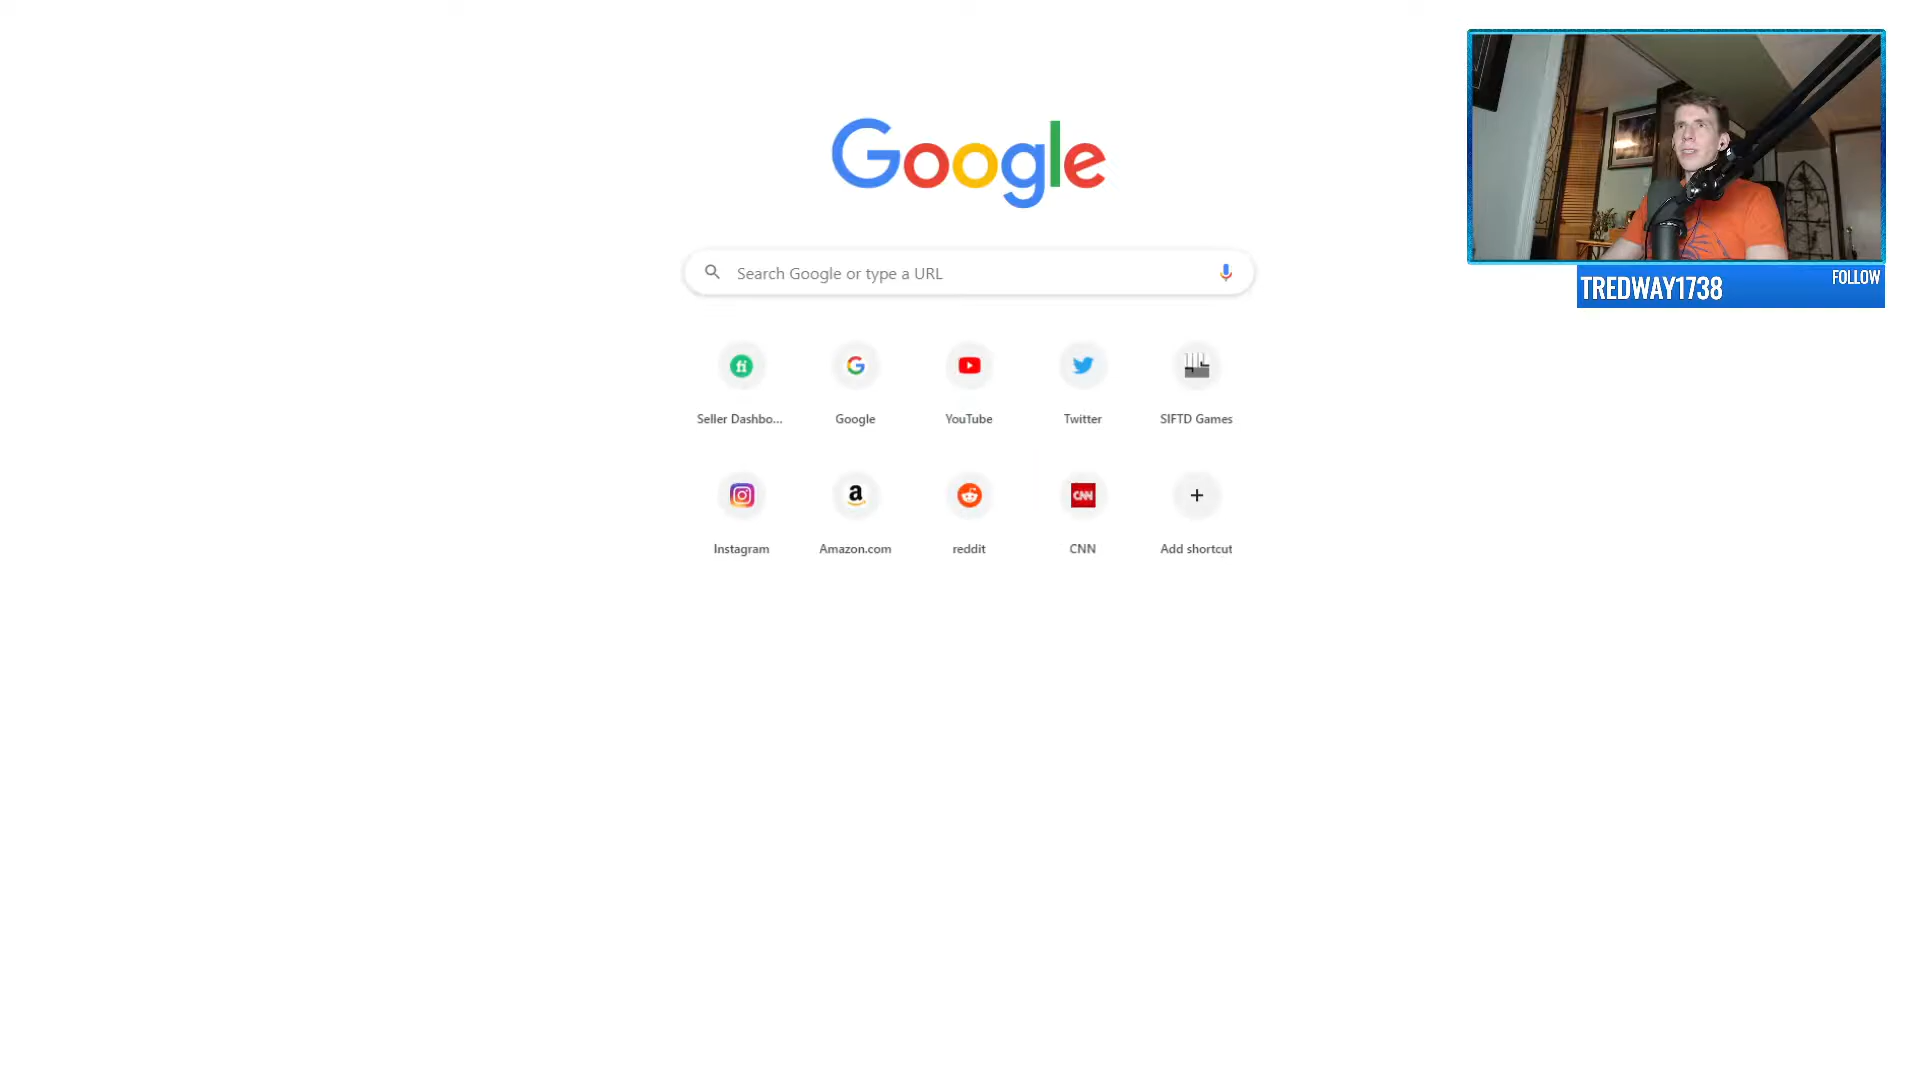 Google
Search Google or type a URL
Seller Dashbo...
Google
YouTube
Twitter
SIFTD Games
Instagram
Amazon.com
reddit
CNN
Add shortcut
TREDWAY1738
FOLLOW